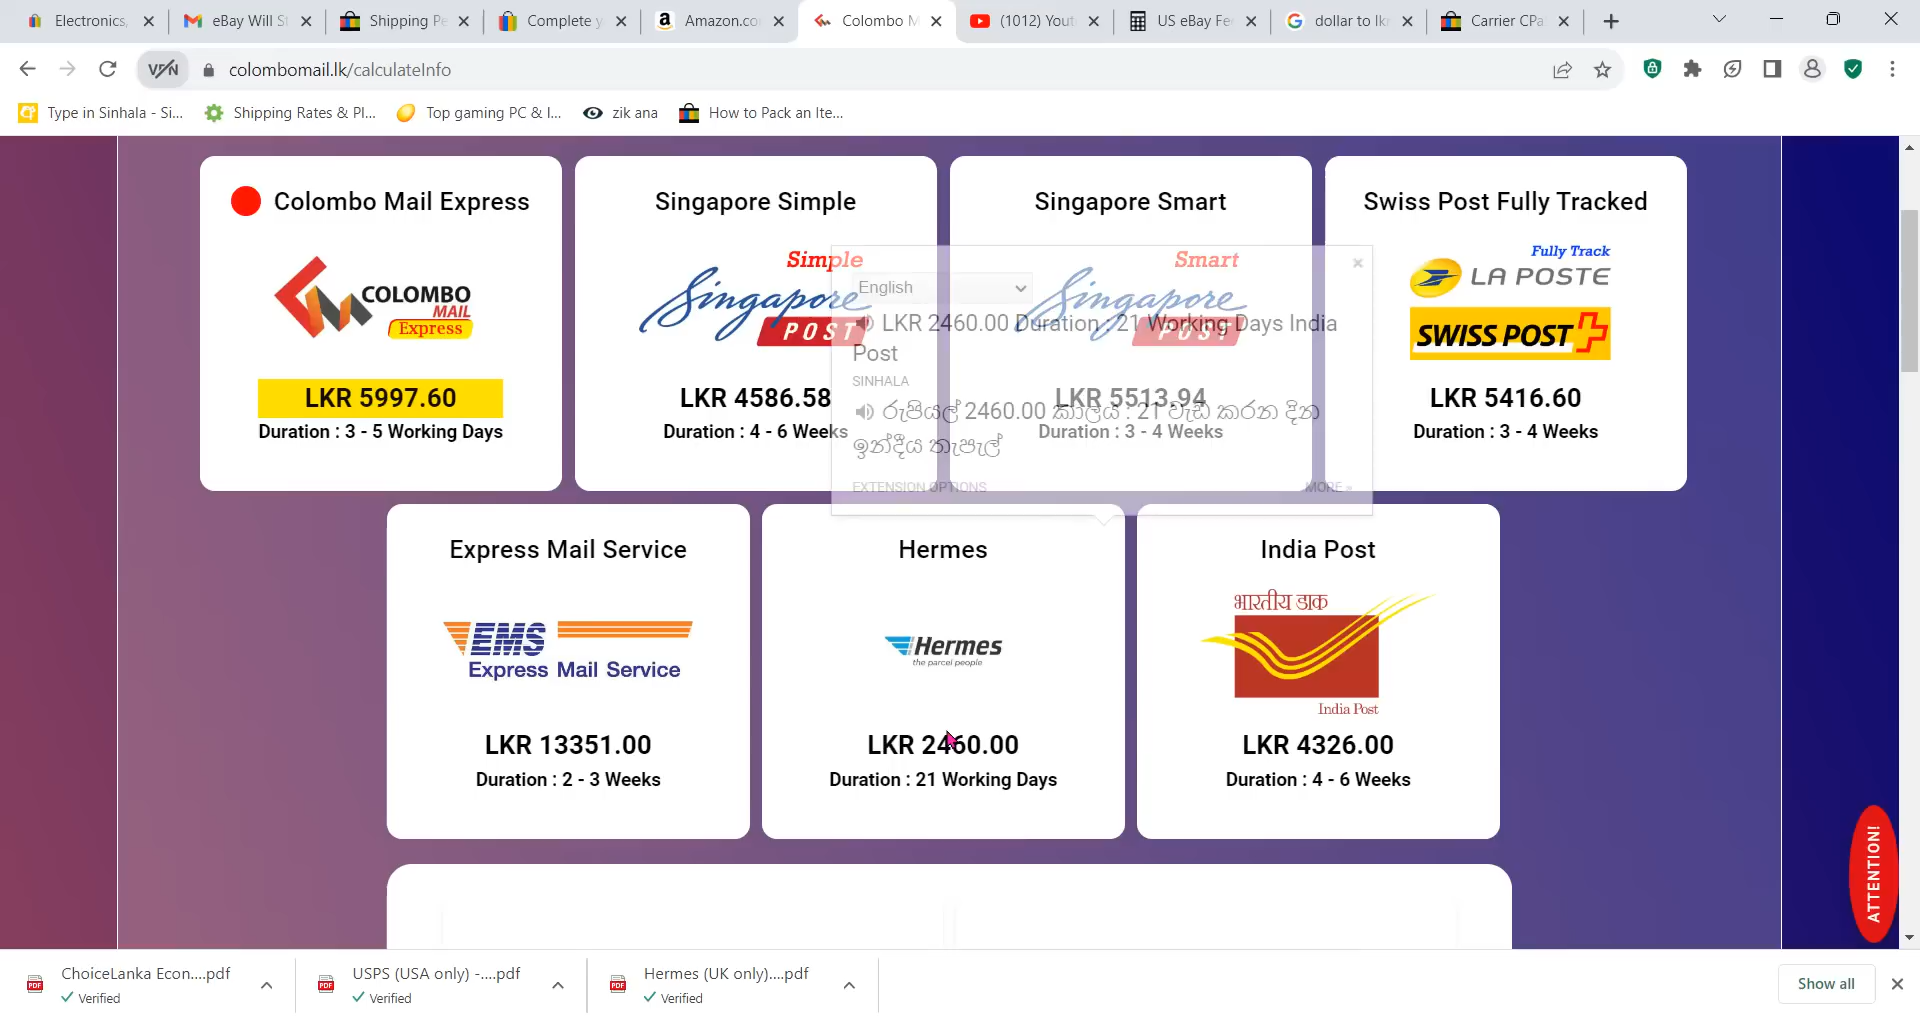 Electronics,
eBay Will S
Shipping Pe
Complete y
Amazon.co
Colombo M
(1012) Yout
US eBay Fe
dollar to lkr
Carrier CPa
VPN
colombomail.lk/calculateInfo
Type in Sinhala - Si...
Shipping Rates & Pl...
Top gaming PC & I...
zik ana
How to Pack an Ite...
Colombo Mail Express
Singapore Simple
Singapore Smart
Swiss Post Fully Tracked
COLOMBO
MAIL
Express
Simple
Singapore
POST
Smart
Singapore
POST
Fully Track
LA POSTE
SWISS POST
English
LKR 2460.00 Duration : 21 Working Days India
Post
SINHALA
රුපියල් 2460.00 කාලය : 21 වැඩ කරන දින
ඉන්දීය තැපැල්
EXTENSION OPTIONS
MORE »
LKR 5997.60
Duration : 3 - 5 Working Days
LKR 4586.58
Duration : 4 - 6 Weeks
LKR 5513.94
Duration : 3 - 4 Weeks
LKR 5416.60
Duration : 3 - 4 Weeks
Express Mail Service
Hermes
India Post
EMS
Express Mail Service
Hermes
the parcel people
भारतीय डाक
India Post
LKR 13351.00
Duration : 2 - 3 Weeks
LKR 2460.00
Duration : 21 Working Days
LKR 4326.00
Duration : 4 - 6 Weeks
ATTENTION!
ChoiceLanka Econ....pdf
Verified
USPS (USA only) -....pdf
Verified
Hermes (UK only)....pdf
Verified
Show all